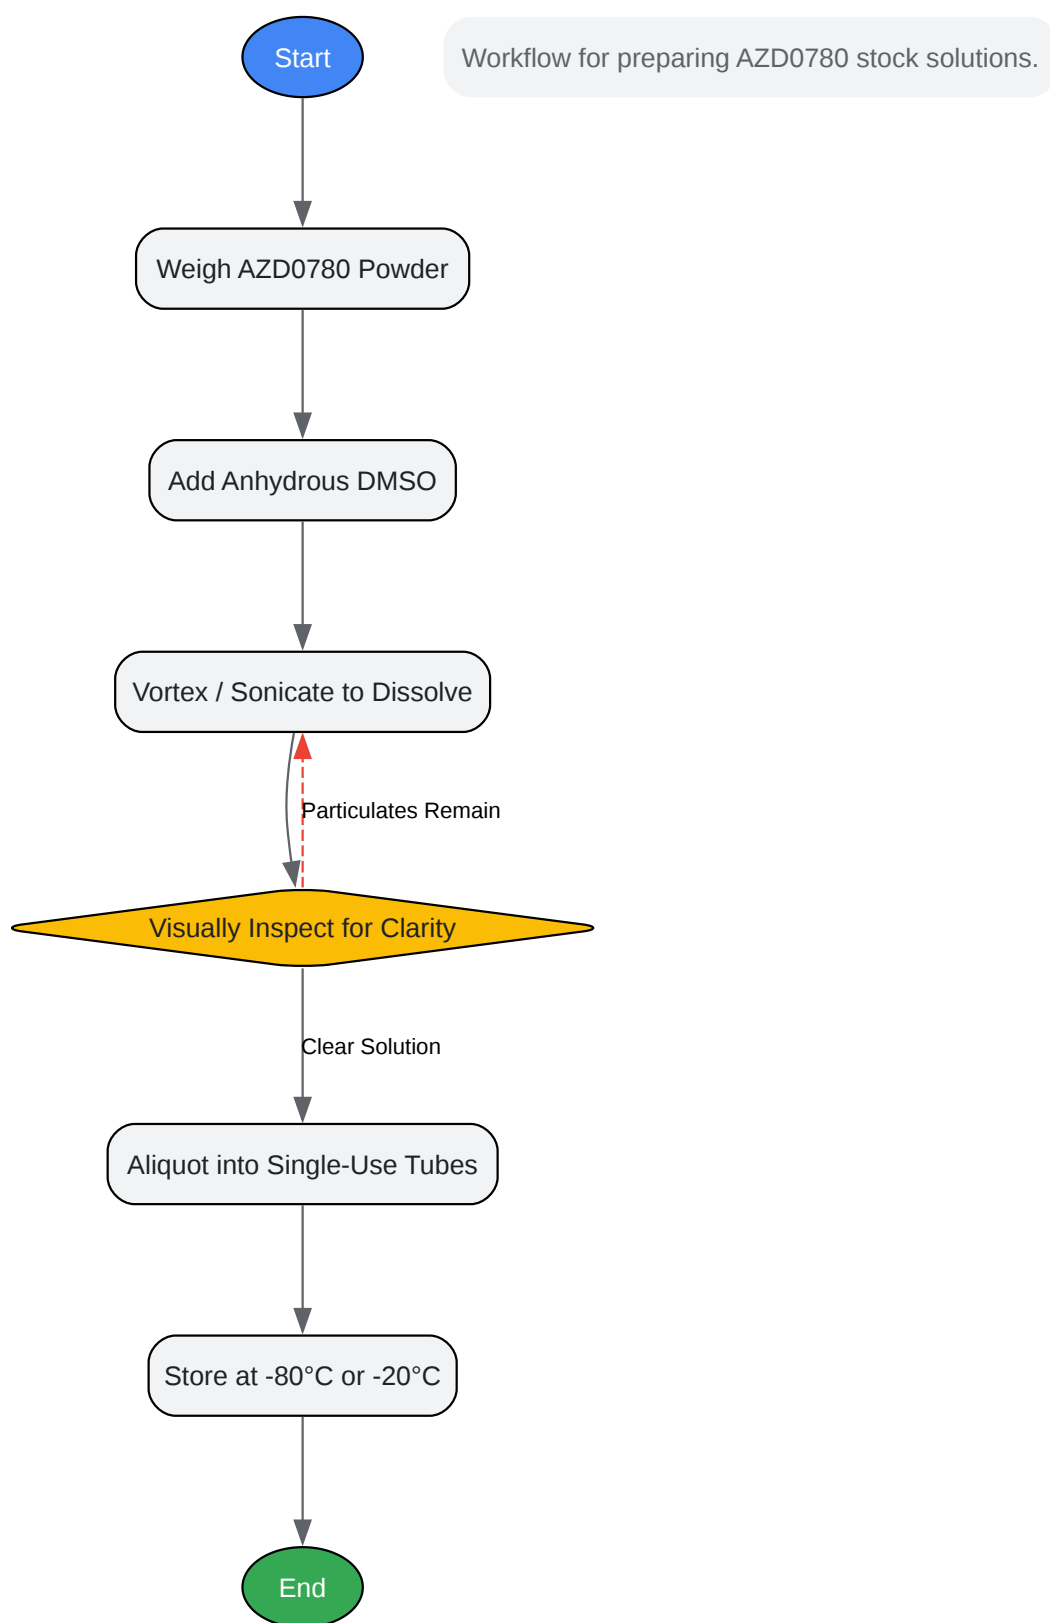 Start
Workflow for preparing AZD0780 stock solutions.
Weigh AZD0780 Powder
Add Anhydrous DMSO
Vortex / Sonicate to Dissolve
Particulates Remain
Visually Inspect for Clarity
Clear Solution
Aliquot into Single-Use Tubes
Store at -80°C or -20°C
End